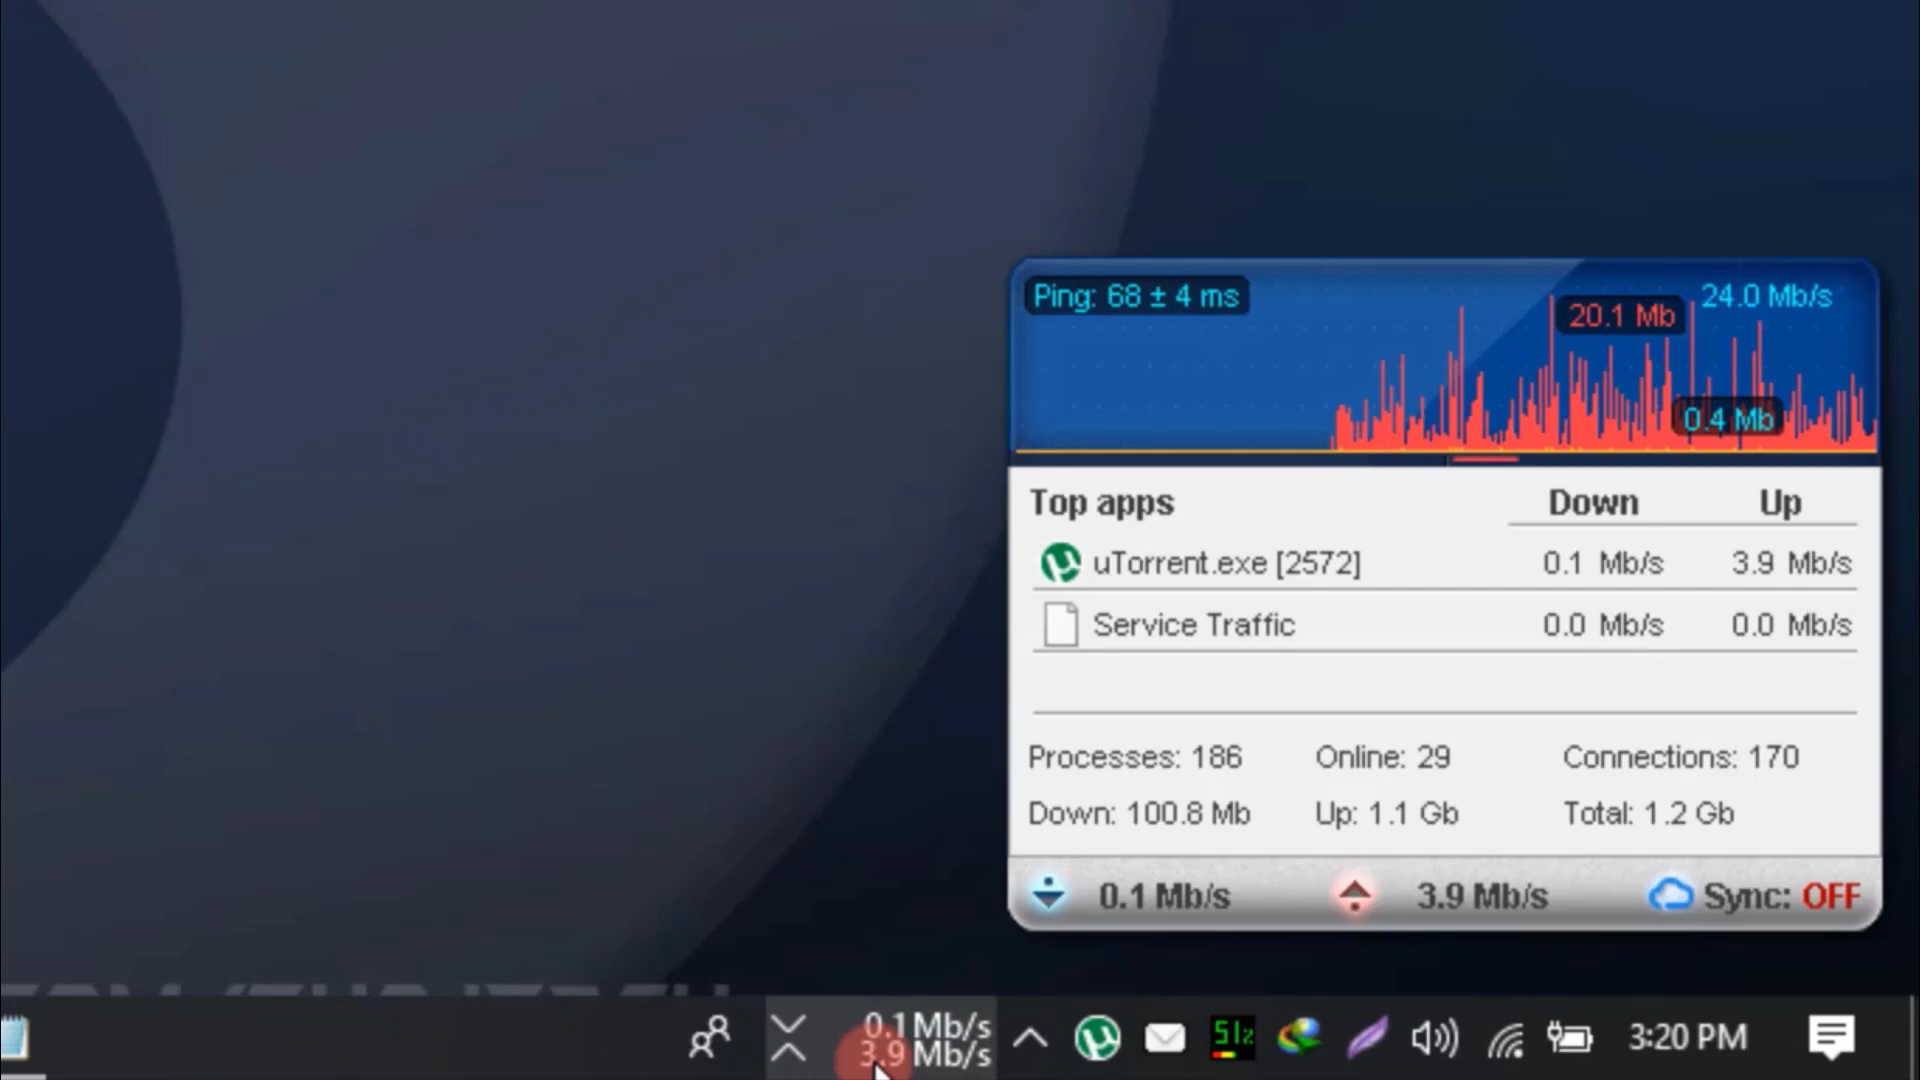 Ping: 68 ± 4 ms
24.0 Mb/s
20.1 Mb
0.4 Mb
Top apps Down Up
uTorrent.exe [2572] 0.1 Mb/s 3.9 Mb/s
Service Traffic 0.0 Mb/s 0.0 Mb/s
Processes: 186 Online: 29 Connections: 170
Down: 100.8 Mb Up: 1.1 Gb Total: 1.2 Gb
0.1 Mb/s 3.9 Mb/s Sync: OFF
0.1 Mb/s
3.9 Mb/s
51%
3:20 PM